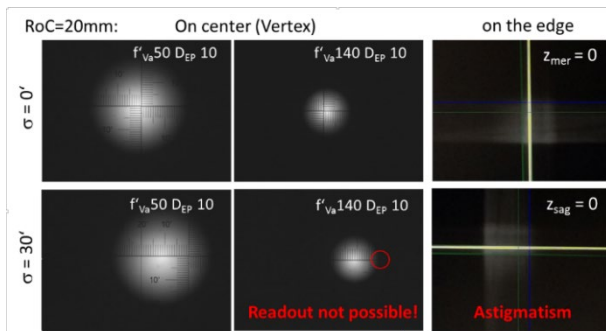 RoC=20mm: On center (Vertex) on the edge
σ = 0‘
f‘Va50 DEP 10
f‘Va140 DEP 10
zmer = 0
σ = 30‘
f‘Va50 DEP 10
f‘Va140 DEP 10
zsag = 0
10'
Readout not possible!
Astigmatism